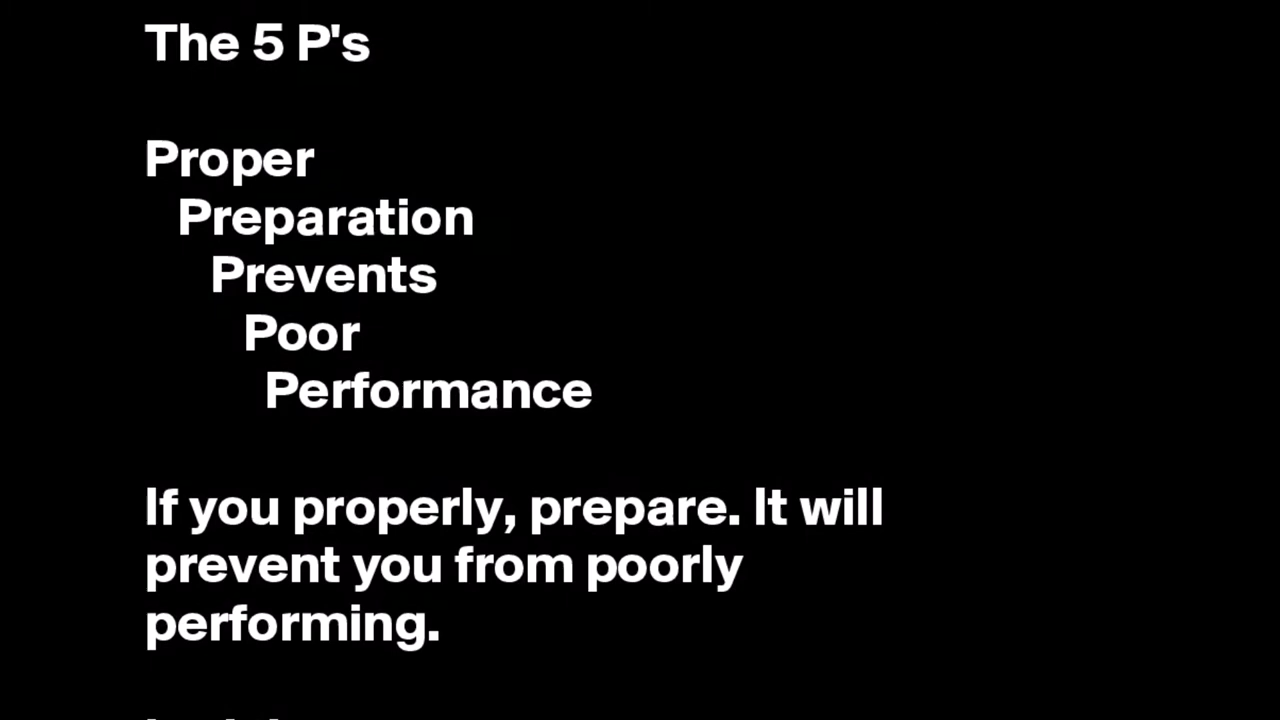 The 5 P's
Proper
Preparation
Prevents
Poor
Performance
If you properly, prepare. It will
prevent you from poorly
performing.